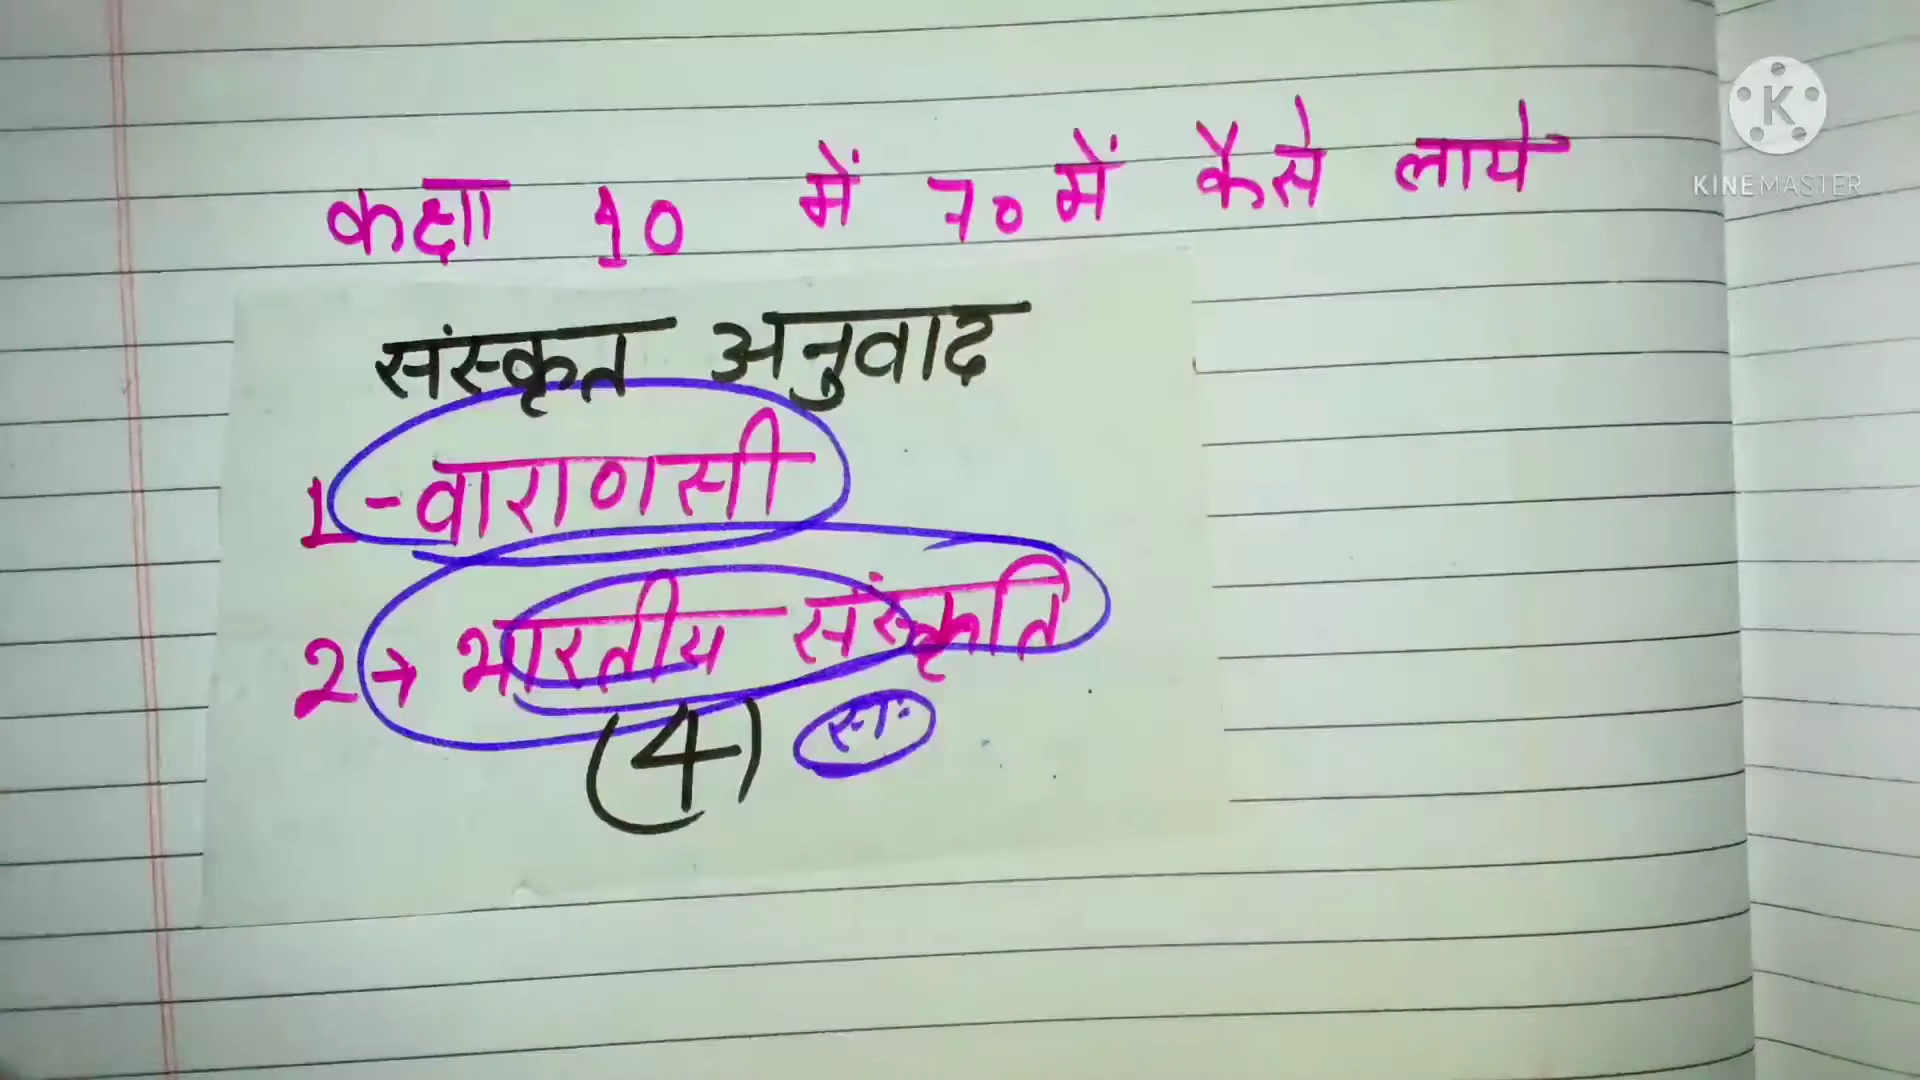 कक्षा 10 में 70 में कैसे लाये
KINEMASTER
संस्कृत अनुवाद
1 - वाराणसी
2 → भारतीय संस्कृति
(4)